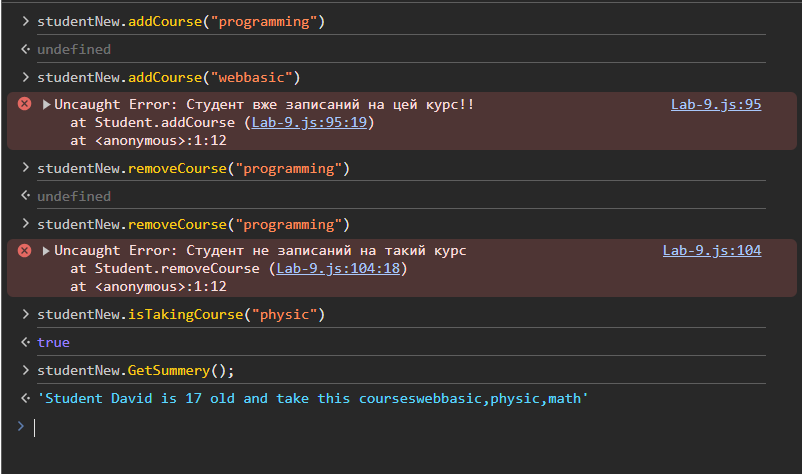 > studentNew.addCourse("programming")
< undefined
> studentNew.addCourse("webbasic")
Uncaught Error: Студент вже записаний на цей курс!! Lab-9.js:95
at Student.addCourse (Lab-9.js:95:19)
at <anonymous>:1:12
> studentNew.removeCourse("programming")
< undefined
> studentNew.removeCourse("programming")
Uncaught Error: Студент не записаний на такий курс Lab-9.js:104
at Student.removeCourse (Lab-9.js:104:18)
at <anonymous>:1:12
> studentNew.isTakingCourse("physic")
< true
> studentNew.GetSummery();
< 'Student David is 17 old and take this courseswebbasic,physic,math'
>